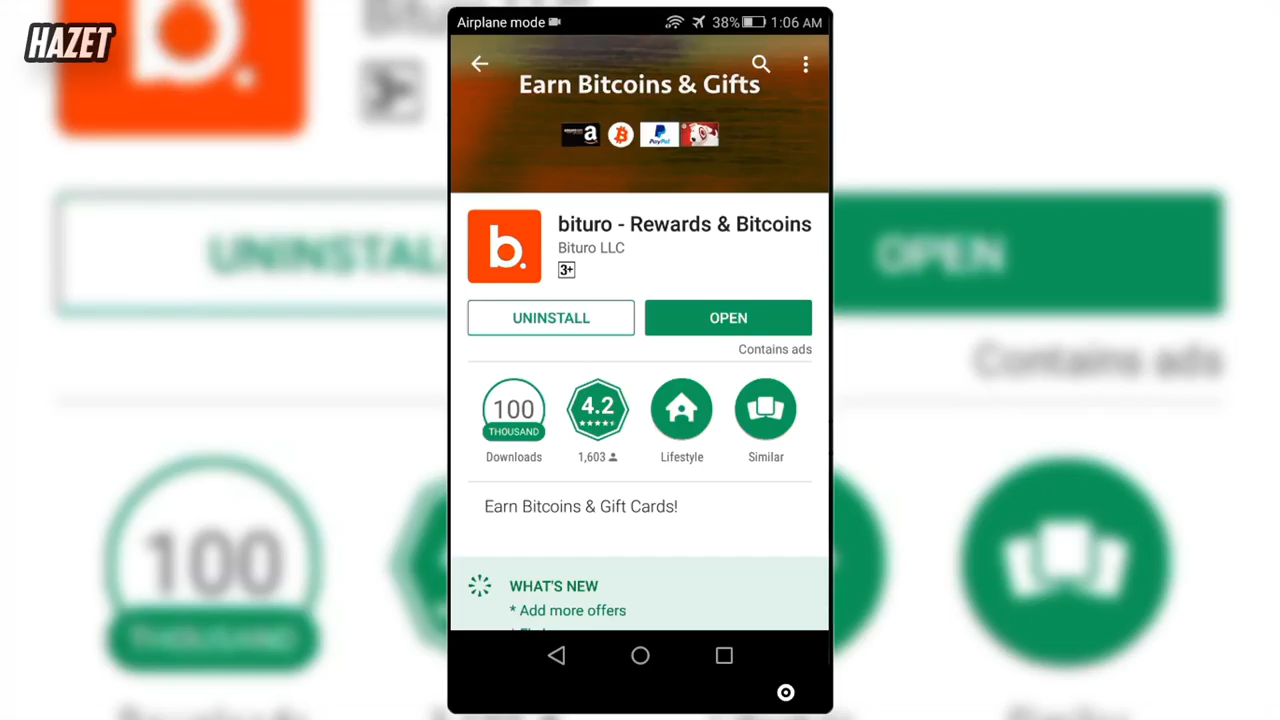 HAZET
Airplane mode
38%
1:06 AM
Earn Bitcoins & Gifts
a
PayPal
b.
bituro - Rewards & Bitcoins
Bituro LLC
3+
UNINSTALL
OPEN
Contains ads
100
THOUSAND
4.2
Downloads
1,603
Lifestyle
Similar
Earn Bitcoins & Gift Cards!
WHAT'S NEW
* Add more offers
UNINSTALL
OPEN
Contains ads
100
THOUSAND